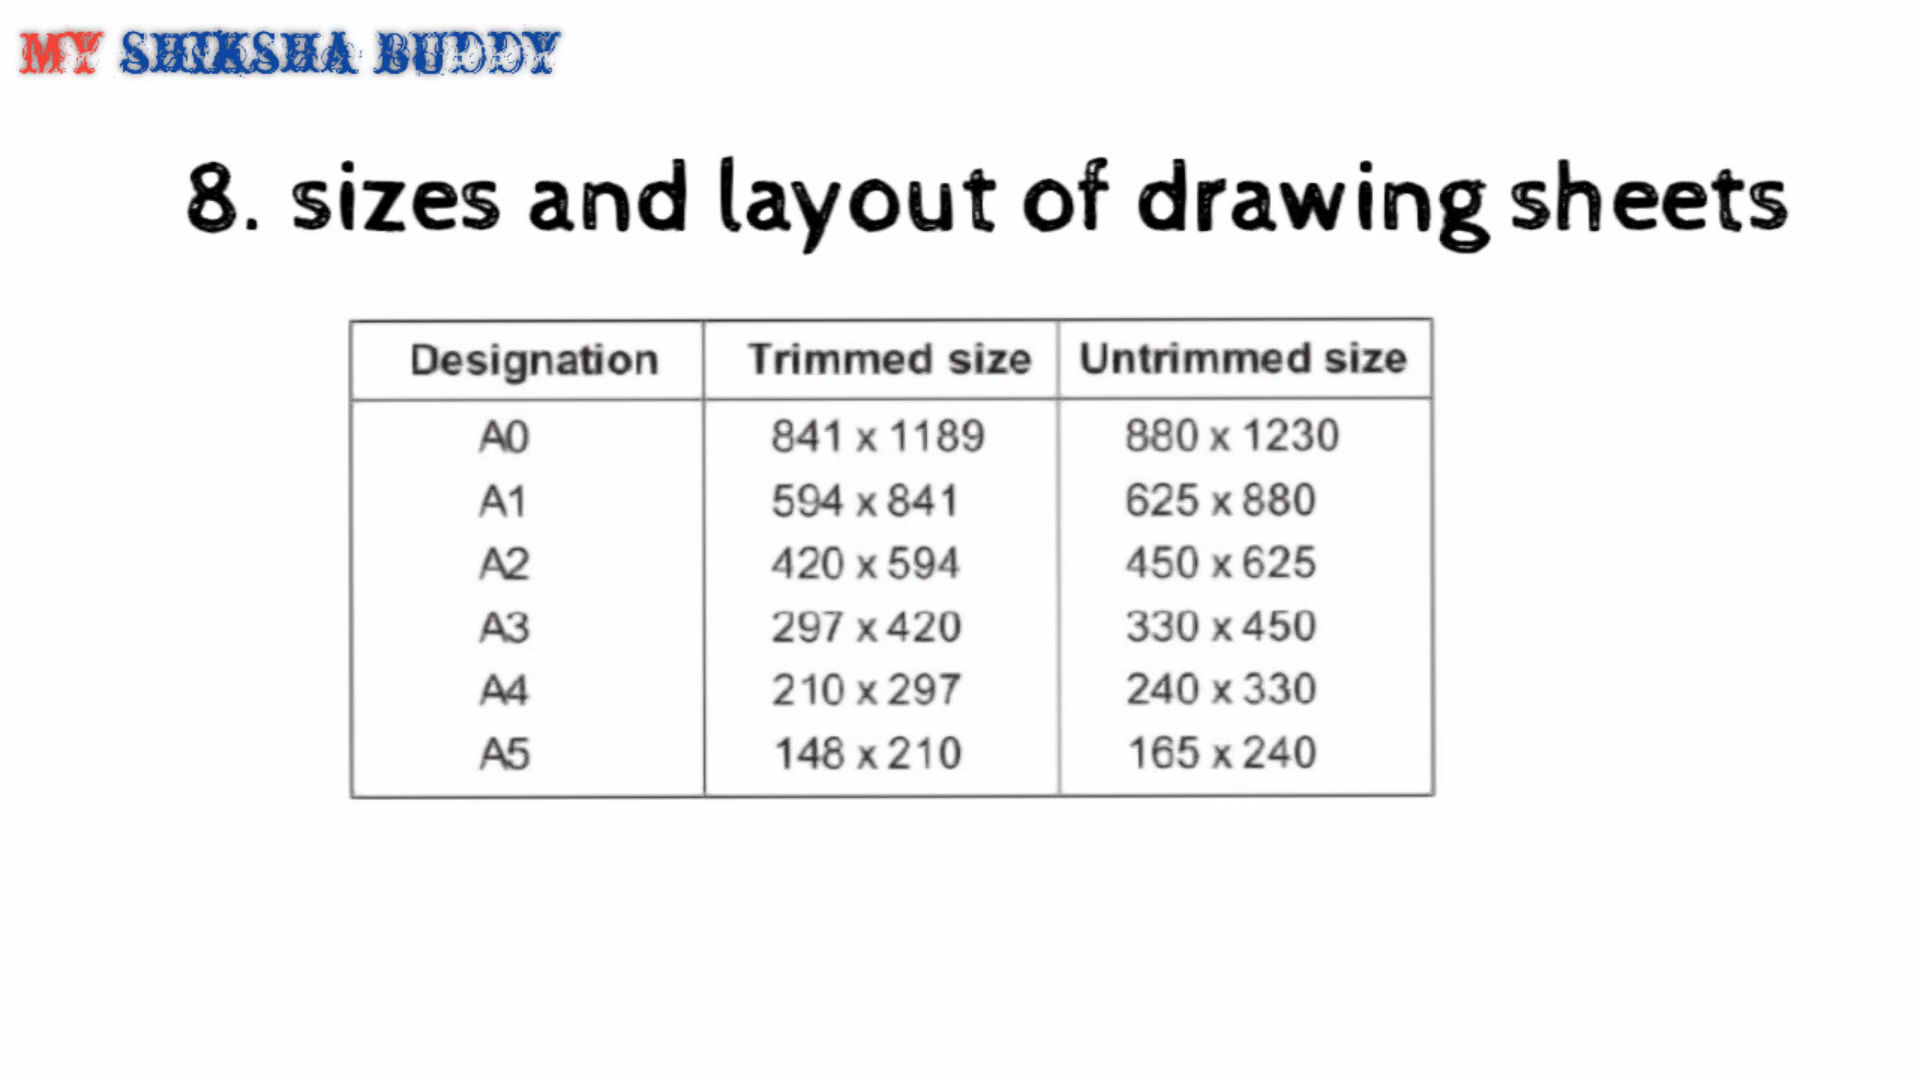 MY SHIKSHA BUDDY
8. sizes and layout of drawing sheets
Designation Trimmed size Untrimmed size
A0 841 x 1189 880 x 1230
A1 594 x 841 625 x 880
A2 420 x 594 450 x 625
A3 297 x 420 330 x 450
A4 210 x 297 240 x 330
A5 148 x 210 165 x 240